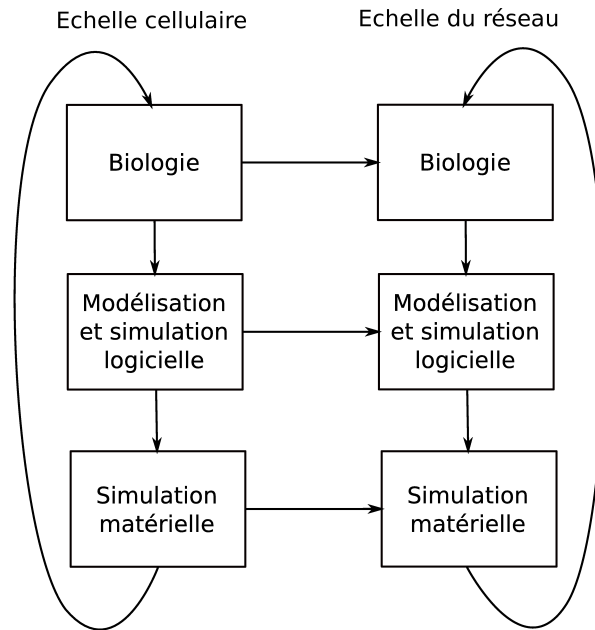 Echelle cellulaire
Echelle du réseau
Biologie
Biologie
Modélisation
et simulation
logicielle
Modélisation
et simulation
logicielle
Simulation
matérielle
Simulation
matérielle